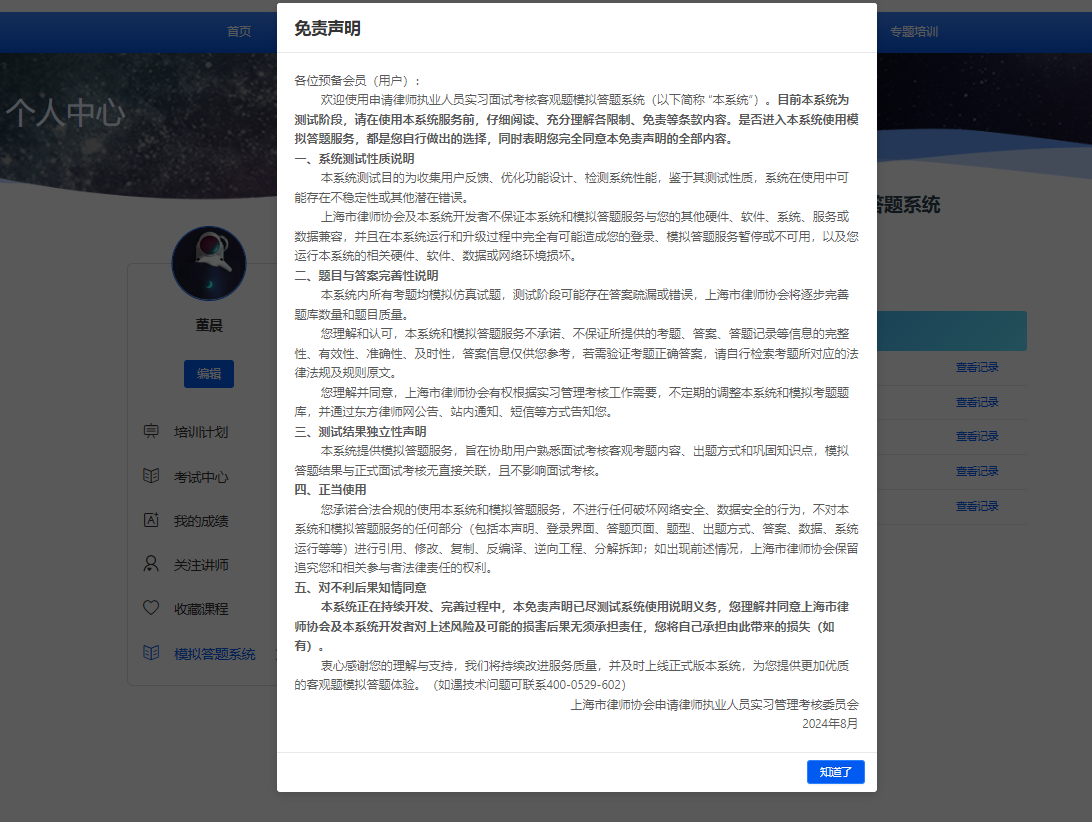 首页
专题培训
个人中心
答题系统
董晨
编辑
培训计划
考试中心
我的成绩
关注讲师
收藏课程
模拟答题系统
查看记录
查看记录
查看记录
查看记录
查看记录
免责声明
各位预备会员（用户）：
欢迎使用申请律师执业人员实习面试考核客观题模拟答题系统（以下简称 “本系统”）。目前本系统为
测试阶段，请在使用本系统服务前，仔细阅读、充分理解各限制、免责等条款内容。是否进入本系统使用模
拟答题服务，都是您自行做出的选择，同时表明您完全同意本免责声明的全部内容。
一、系统测试性质说明
本系统测试目的为收集用户反馈、优化功能设计、检测系统性能，鉴于其测试性质，系统在使用中可
能存在不稳定性或其他潜在错误。
上海市律师协会及本系统开发者不保证本系统和模拟答题服务与您的其他硬件、软件、系统、服务或
数据兼容，并且在本系统运行和升级过程中完全有可能造成您的登录、模拟答题服务暂停或不可用，以及您
运行本系统的相关硬件、软件、数据或网络环境损坏。
二、题目与答案完善性说明
本系统内所有考题均模拟仿真试题，测试阶段可能存在答案疏漏或错误，上海市律师协会将逐步完善
题库数量和题目质量。
您理解和认可，本系统和模拟答题服务不承诺、不保证所提供的考题、答案、答题记录等信息的完整
性、有效性、准确性、及时性，答案信息仅供您参考，若需验证考题正确答案，请自行检索考题所对应的法
律法规及规则原文。
您理解并同意，上海市律师协会有权根据实习管理考核工作需要，不定期的调整本系统和模拟考题题
库，并通过东方律师网公告、站内通知、短信等方式告知您。
三、测试结果独立性声明
本系统提供模拟答题服务，旨在协助用户熟悉面试考核客观考题内容、出题方式和巩固知识点，模拟
答题结果与正式面试考核无直接关联，且不影响面试考核。
四、正当使用
您承诺合法合规的使用本系统和模拟答题服务，不进行任何破坏网络安全、数据安全的行为，不对本
系统和模拟答题服务的任何部分（包括本声明、登录界面、答题页面、题型、出题方式、答案、数据、系统
运行等等）进行引用、修改、复制、反编译、逆向工程、分解拆卸；如出现前述情况，上海市律师协会保留
追究您和相关参与者法律责任的权利。
五、对不利后果知情同意
本系统正在持续开发、完善过程中，本免责声明已尽测试系统使用说明义务，您理解并同意上海市律
师协会及本系统开发者对上述风险及可能的损害后果无须承担责任，您将自己承担由此带来的损失（如
有）。
衷心感谢您的理解与支持，我们将持续改进服务质量，并及时上线正式版本系统，为您提供更加优质
的客观题模拟答题体验。（如遇技术问题可联系400-0529-602）
上海市律师协会申请律师执业人员实习管理考核委员会
2024年8月
知道了